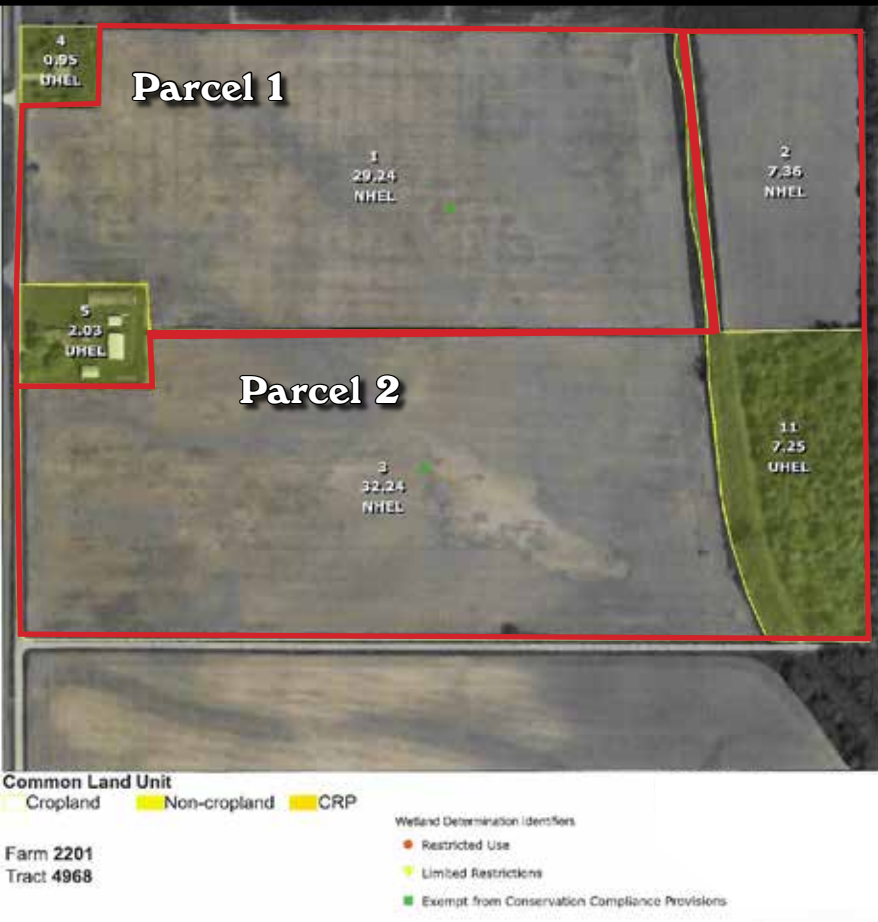 4
0.95
UHEL
Parcel 1
1
29.24
NHEL
2
7.36
NHEL
5
2.03
UHEL
Parcel 2
3
32.24
NHEL
11
7.25
UHEL
Common Land Unit
Cropland Non-cropland CRP
Farm 2201
Tract 4968
Wetland Determination Identifiers
Restricted Use
Limited Restrictions
Exempt from Conservation Compliance Provisions